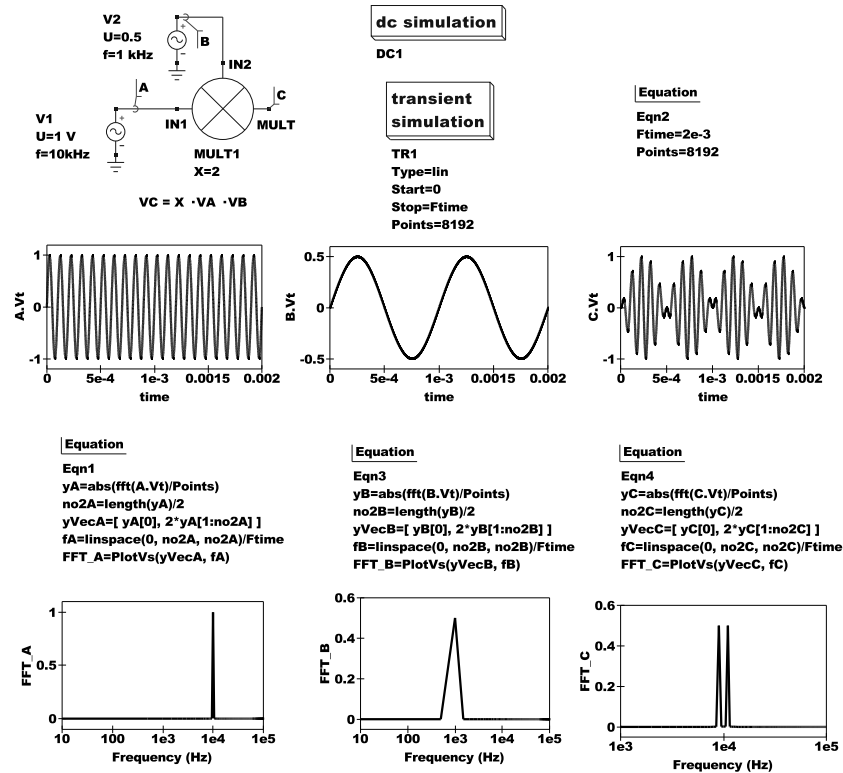 V2
U=0.5
f=1 kHz
B
IN2
A
C
V1
U=1 V
f=10kHz
IN1
MULT
MULT1
X=2
VC = X ·VA ·VB
dc simulation
DC1
transient
simulation
TR1
Type=lin
Start=0
Stop=Ftime
Points=8192
Equation
Eqn2
Ftime=2e-3
Points=8192
A.Vt
1
0
-1
0 5e-4 1e-3 0.0015 0.002
time
B.Vt
0.5
0
-0.5
0 5e-4 1e-3 0.0015 0.002
time
C.Vt
1
0
-1
0 5e-4 1e-3 0.0015 0.002
time
Equation
Eqn1
yA=abs(fft(A.Vt)/Points)
no2A=length(yA)/2
yVecA=[ yA[0], 2*yA[1:no2A] ]
fA=linspace(0, no2A, no2A)/Ftime
FFT_A=PlotVs(yVecA, fA)
Equation
Eqn3
yB=abs(fft(B.Vt)/Points)
no2B=length(yB)/2
yVecB=[ yB[0], 2*yB[1:no2B] ]
fB=linspace(0, no2B, no2B)/Ftime
FFT_B=PlotVs(yVecB, fB)
Equation
Eqn4
yC=abs(fft(C.Vt)/Points)
no2C=length(yC)/2
yVecC=[ yC[0], 2*yC[1:no2C] ]
fC=linspace(0, no2C, no2C)/Ftime
FFT_C=PlotVs(yVecC, fC)
FFT_A
1
0.5
0
10 100 1e3 1e4 1e5
Frequency (Hz)
FFT_B
0.6
0.4
0.2
0
10 100 1e3 1e4 1e5
Frequency (Hz)
FFT_C
0.6
0.4
0.2
0
1e3 1e4 1e5
Frequency (Hz)